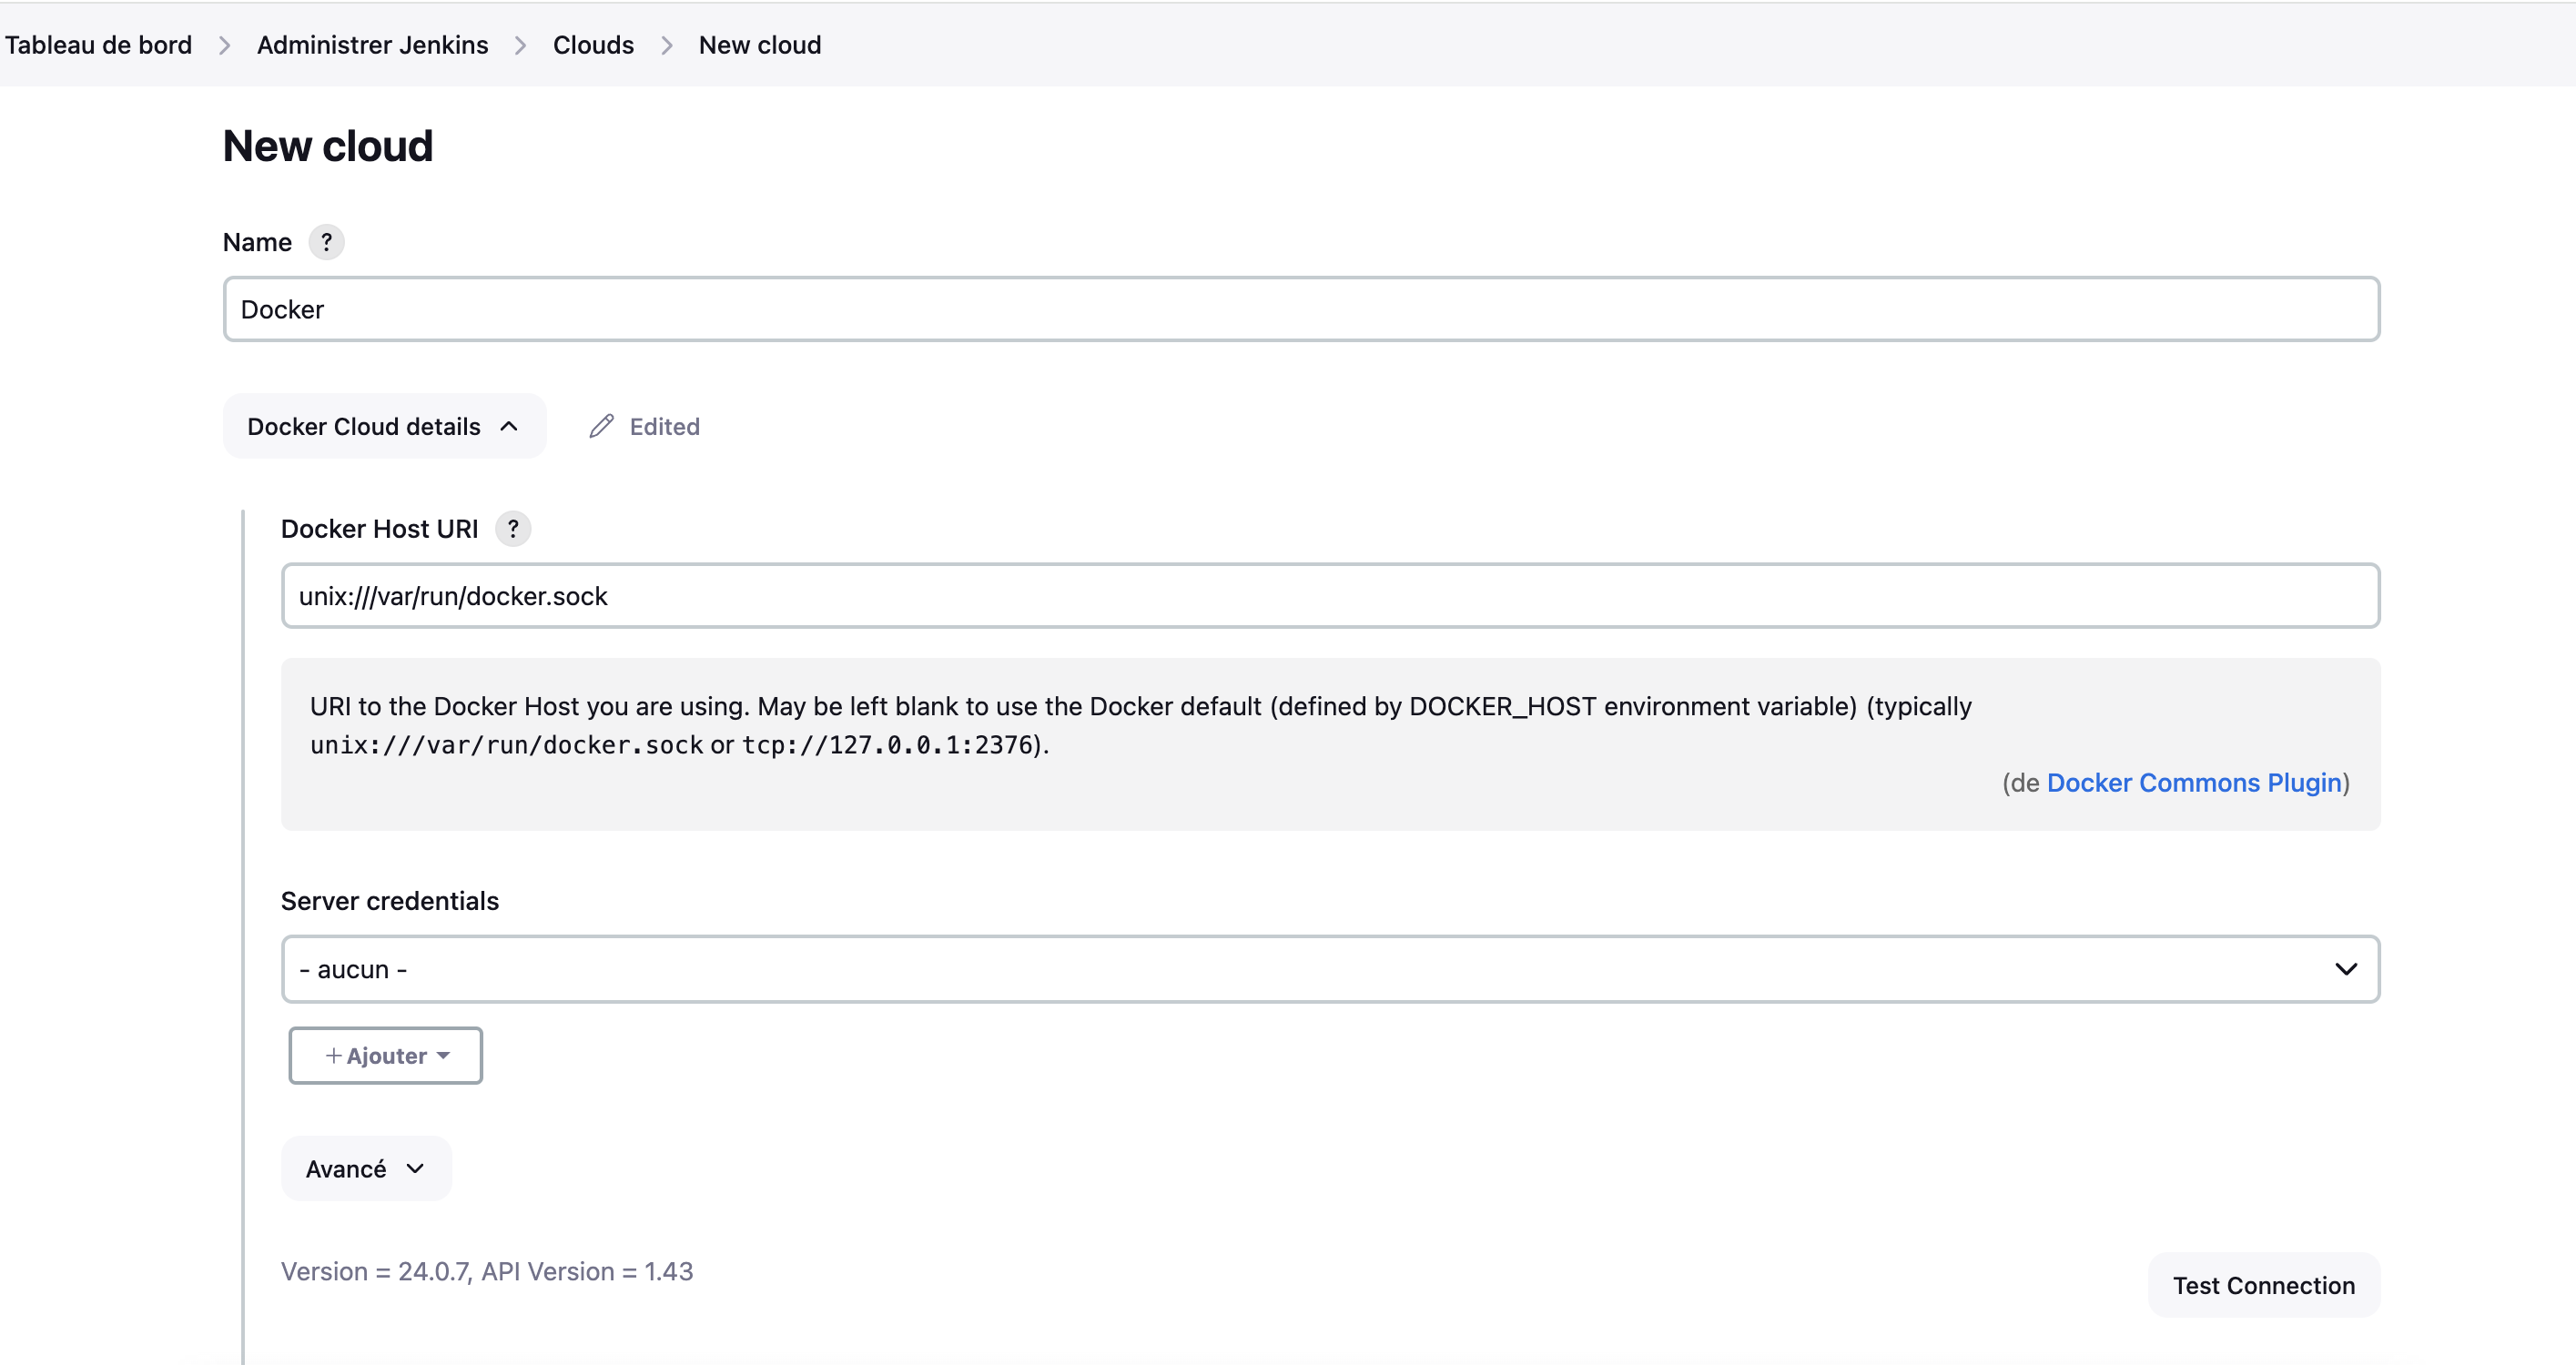 Tableau de bord > Administrer Jenkins > Clouds > New cloud
New cloud
Name ?
Docker
Docker Cloud details Edited
Docker Host URI ?
unix:///var/run/docker.sock
URI to the Docker Host you are using. May be left blank to use the Docker default (defined by DOCKER_HOST environment variable) (typically
unix:///var/run/docker.sock or tcp://127.0.0.1:2376).
(de Docker Commons Plugin)
Server credentials
- aucun -
+ Ajouter
Avancé
Version = 24.0.7, API Version = 1.43
Test Connection